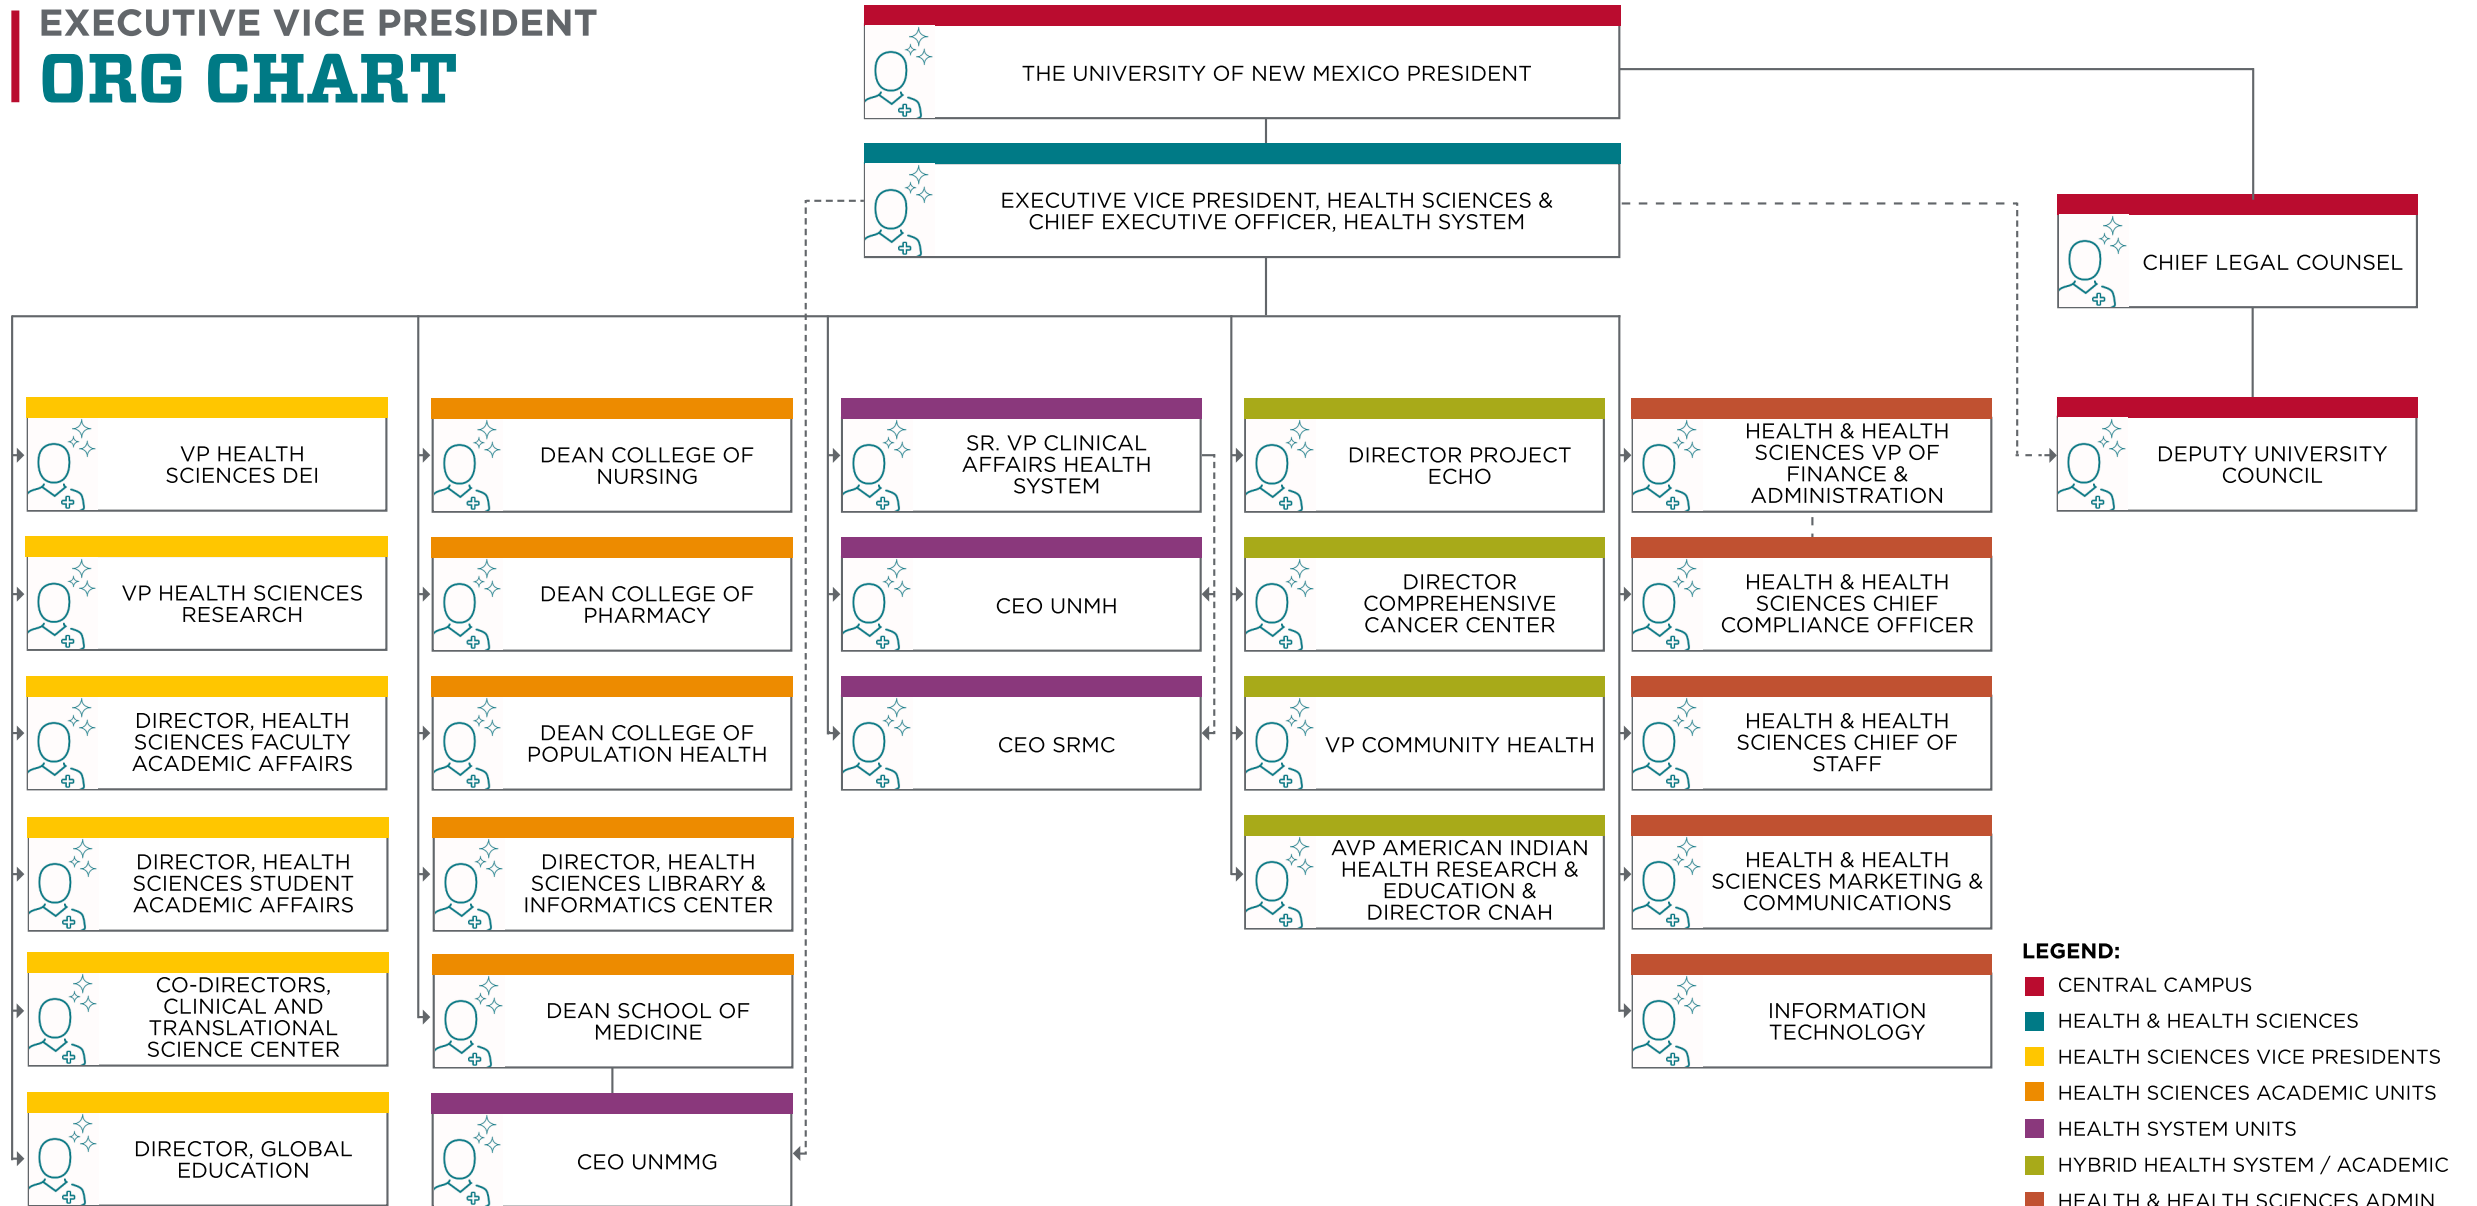 EXECUTIVE VICE PRESIDENT
ORG CHART
THE UNIVERSITY OF NEW MEXICO PRESIDENT
EXECUTIVE VICE PRESIDENT, HEALTH SCIENCES &
CHIEF EXECUTIVE OFFICER, HEALTH SYSTEM
CHIEF LEGAL COUNSEL
DEPUTY UNIVERSITY
COUNCIL
VP HEALTH
SCIENCES DEI
VP HEALTH SCIENCES
RESEARCH
DIRECTOR, HEALTH
SCIENCES FACULTY
ACADEMIC AFFAIRS
DIRECTOR, HEALTH
SCIENCES STUDENT
ACADEMIC AFFAIRS
CO-DIRECTORS,
CLINICAL AND
TRANSLATIONAL
SCIENCE CENTER
DIRECTOR, GLOBAL
EDUCATION
DEAN COLLEGE OF
NURSING
DEAN COLLEGE OF
PHARMACY
DEAN COLLEGE OF
POPULATION HEALTH
DIRECTOR, HEALTH
SCIENCES LIBRARY &
INFORMATICS CENTER
DEAN SCHOOL OF
MEDICINE
CEO UNMMG
SR. VP CLINICAL
AFFAIRS HEALTH
SYSTEM
CEO UNMH
CEO SRMC
DIRECTOR PROJECT
ECHO
DIRECTOR
COMPREHENSIVE
CANCER CENTER
VP COMMUNITY HEALTH
AVP AMERICAN INDIAN
HEALTH RESEARCH &
EDUCATION &
DIRECTOR CNAH
HEALTH & HEALTH
SCIENCES VP OF
FINANCE &
ADMINISTRATION
HEALTH & HEALTH
SCIENCES CHIEF
COMPLIANCE OFFICER
HEALTH & HEALTH
SCIENCES CHIEF OF
STAFF
HEALTH & HEALTH
SCIENCES MARKETING &
COMMUNICATIONS
INFORMATION
TECHNOLOGY
LEGEND:
CENTRAL CAMPUS
HEALTH & HEALTH SCIENCES
HEALTH SCIENCES VICE PRESIDENTS
HEALTH SCIENCES ACADEMIC UNITS
HEALTH SYSTEM UNITS
HYBRID HEALTH SYSTEM / ACADEMIC
HEALTH & HEALTH SCIENCES ADMIN